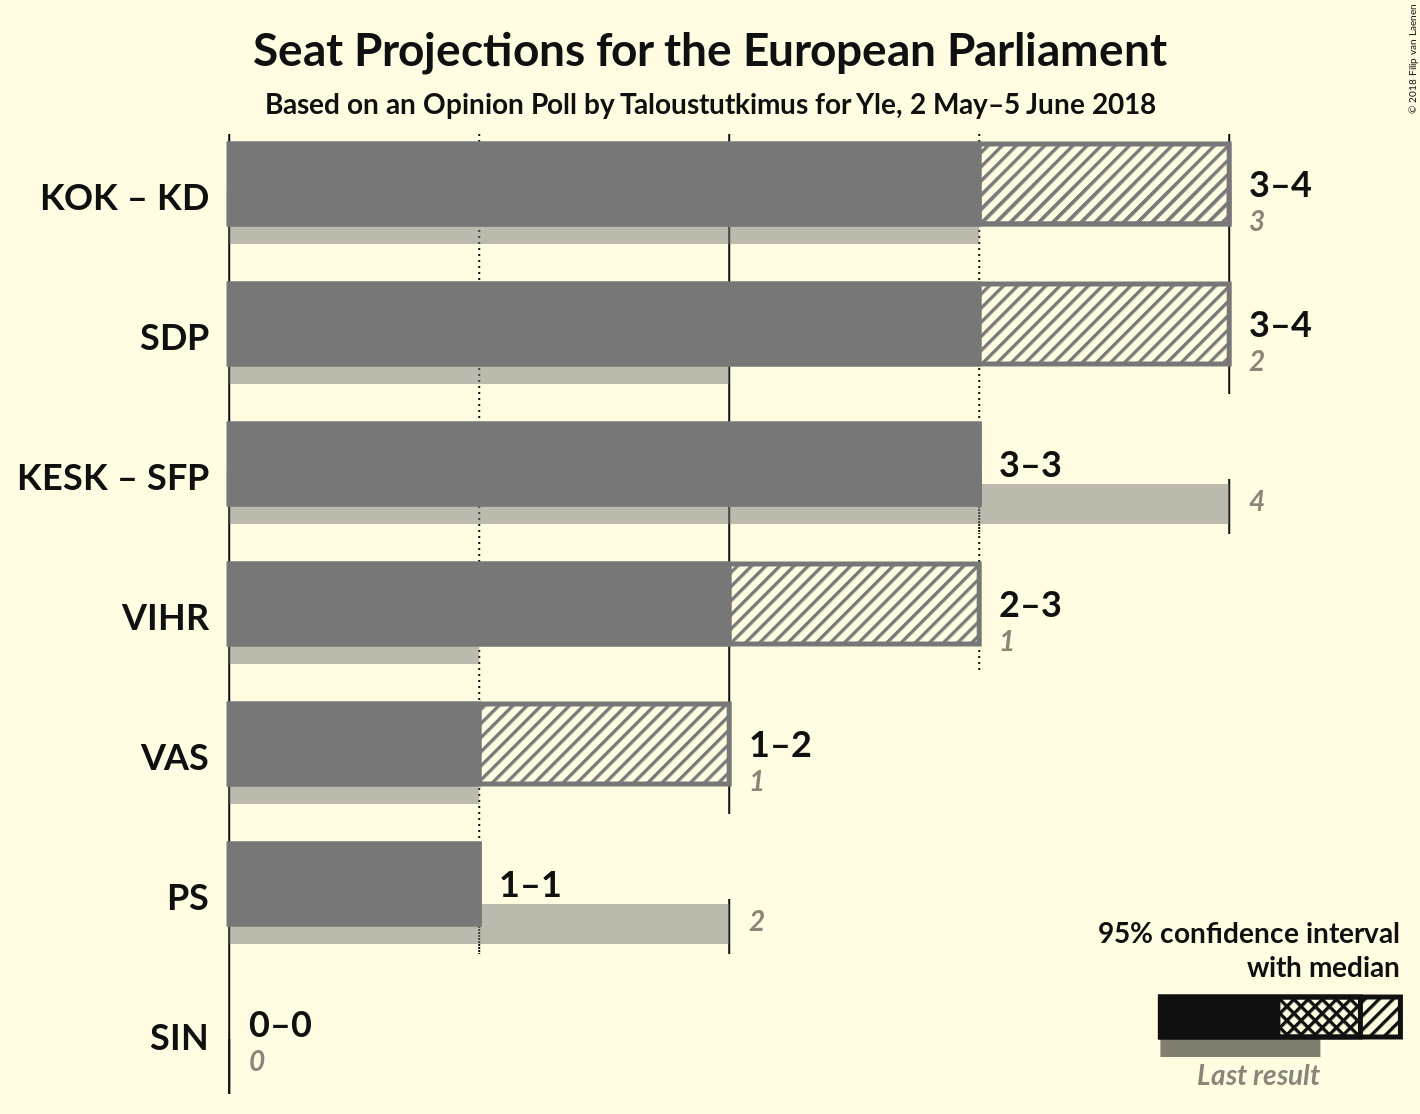 Seat Projections for the European Parliament
Based on an Opinion Poll by Taloustutkimus for Yle, 2 May–5 June 2018
© 2018 Filip van Laenen
KOK – KD
3–4
3
SDP
3–4
2
KESK – SFP
3–3
4
VIHR
2–3
1
VAS
1–2
1
PS
1–1
2
SIN
0–0
0
95% confidence interval
with median
Last result